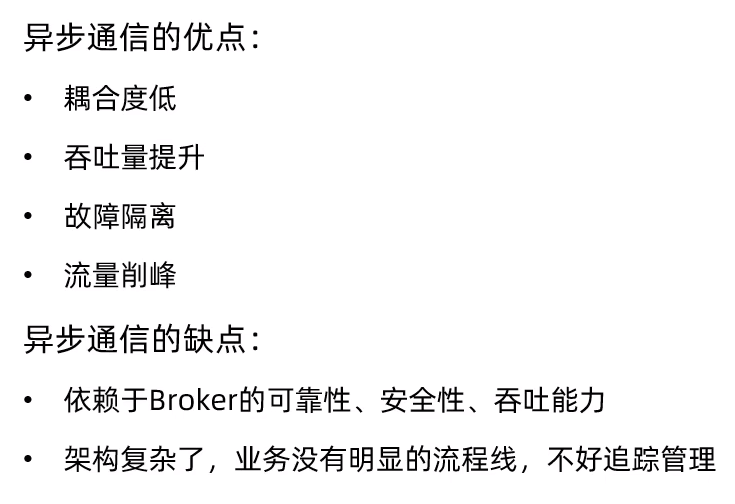 异步通信的优点：
• 耦合度低
• 吞吐量提升
• 故障隔离
• 流量削峰
异步通信的缺点：
• 依赖于Broker的可靠性、安全性、吞吐能力
• 架构复杂了，业务没有明显的流程线，不好追踪管理